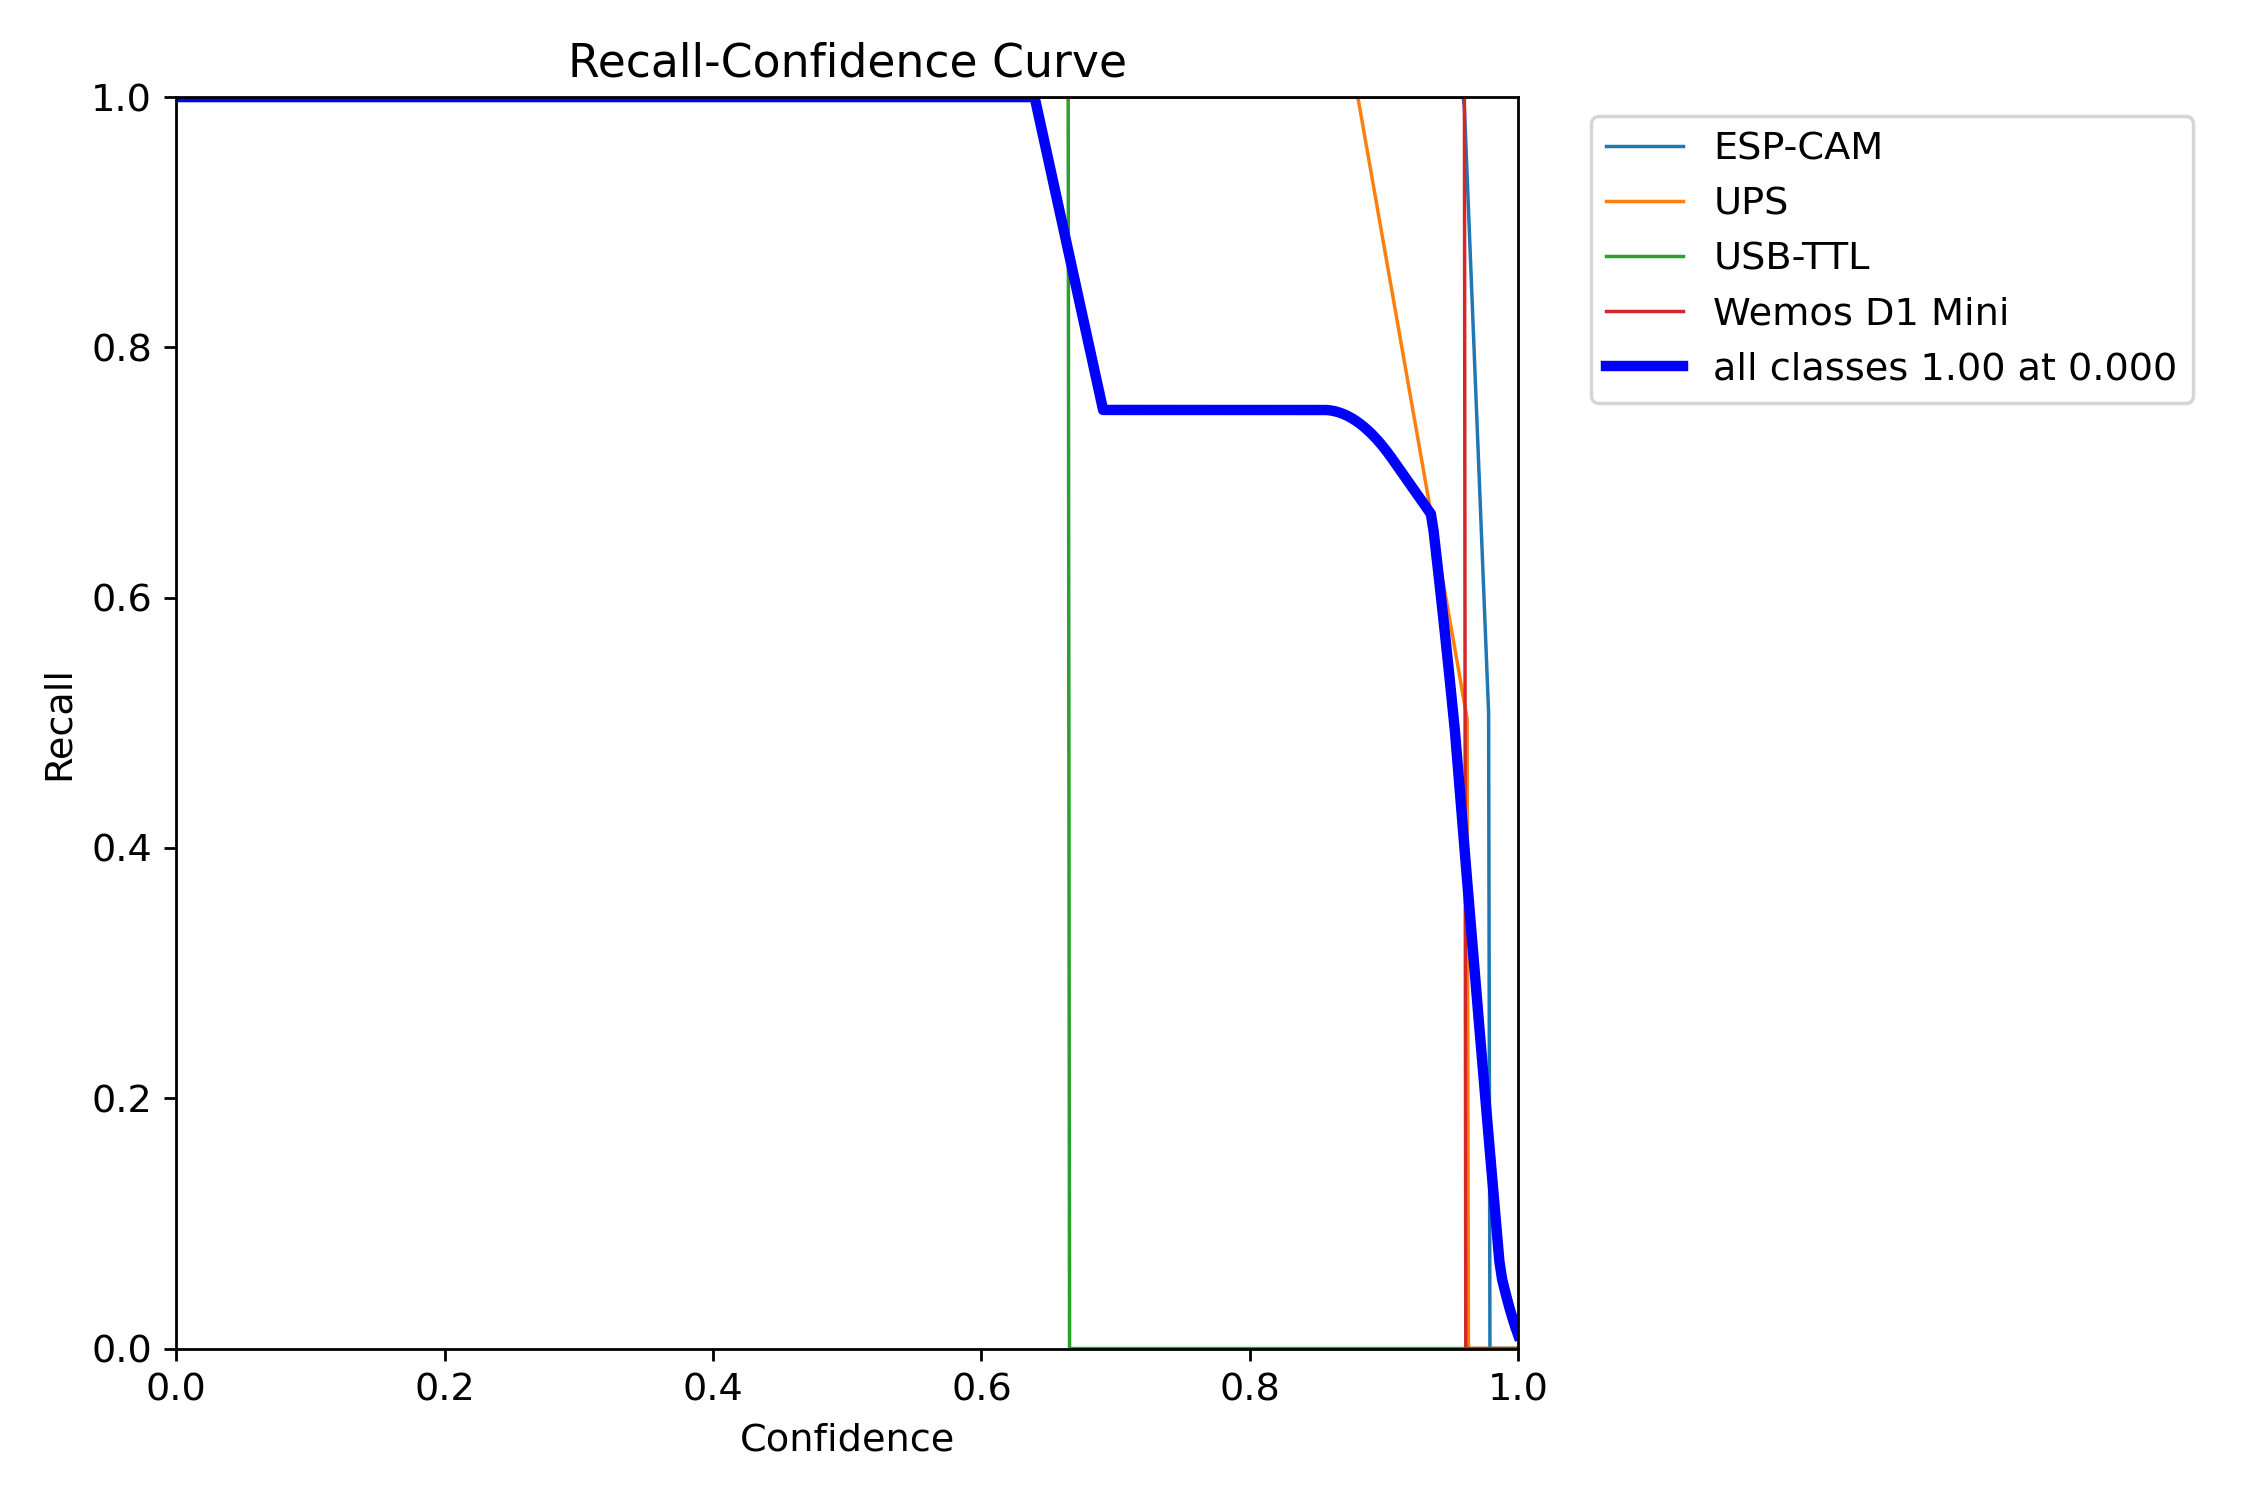 Recall-Confidence Curve
1.0
0.8
0.6
0.4
0.2
0.0
Recall
0.0 0.2 0.4 0.6 0.8 1.0
Confidence
ESP-CAM
UPS
USB-TTL
Wemos D1 Mini
all classes 1.00 at 0.000